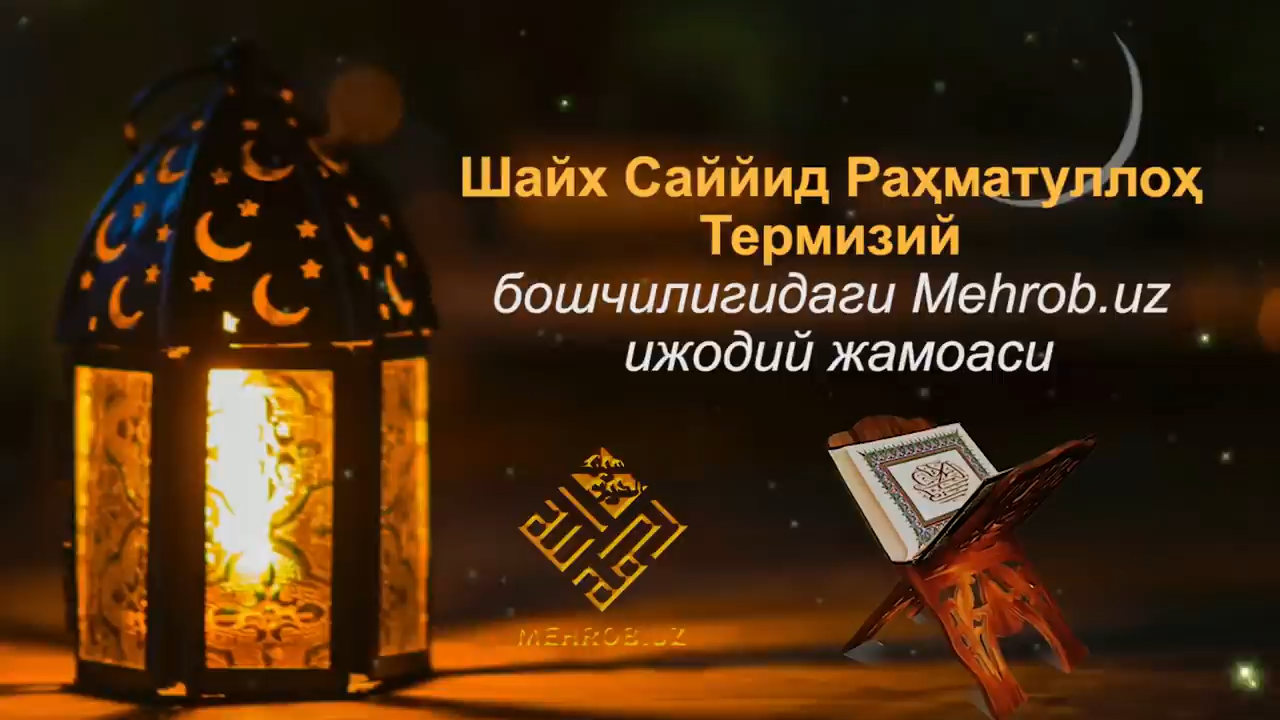 Шайх Саййид Раҳматуллоҳ
Термизий
бошчилигидаги Mehrob.uz
ижодий жамоаси
MEHROB.UZ